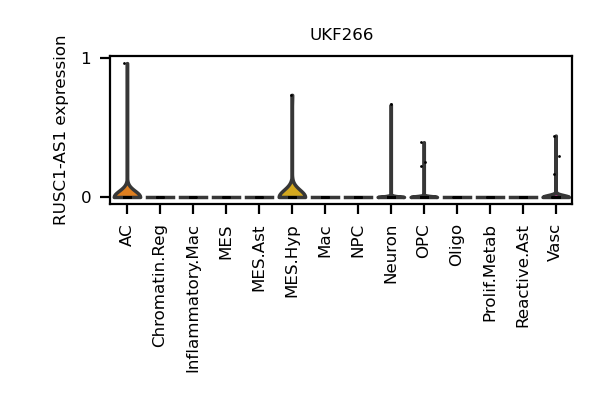 UKF266
RUSC1-AS1 expression
1
0
AC
Chromatin.Reg
Inflammatory.Mac
MES
MES.Ast
MES.Hyp
Mac
NPC
Neuron
OPC
Oligo
Prolif.Metab
Reactive.Ast
Vasc